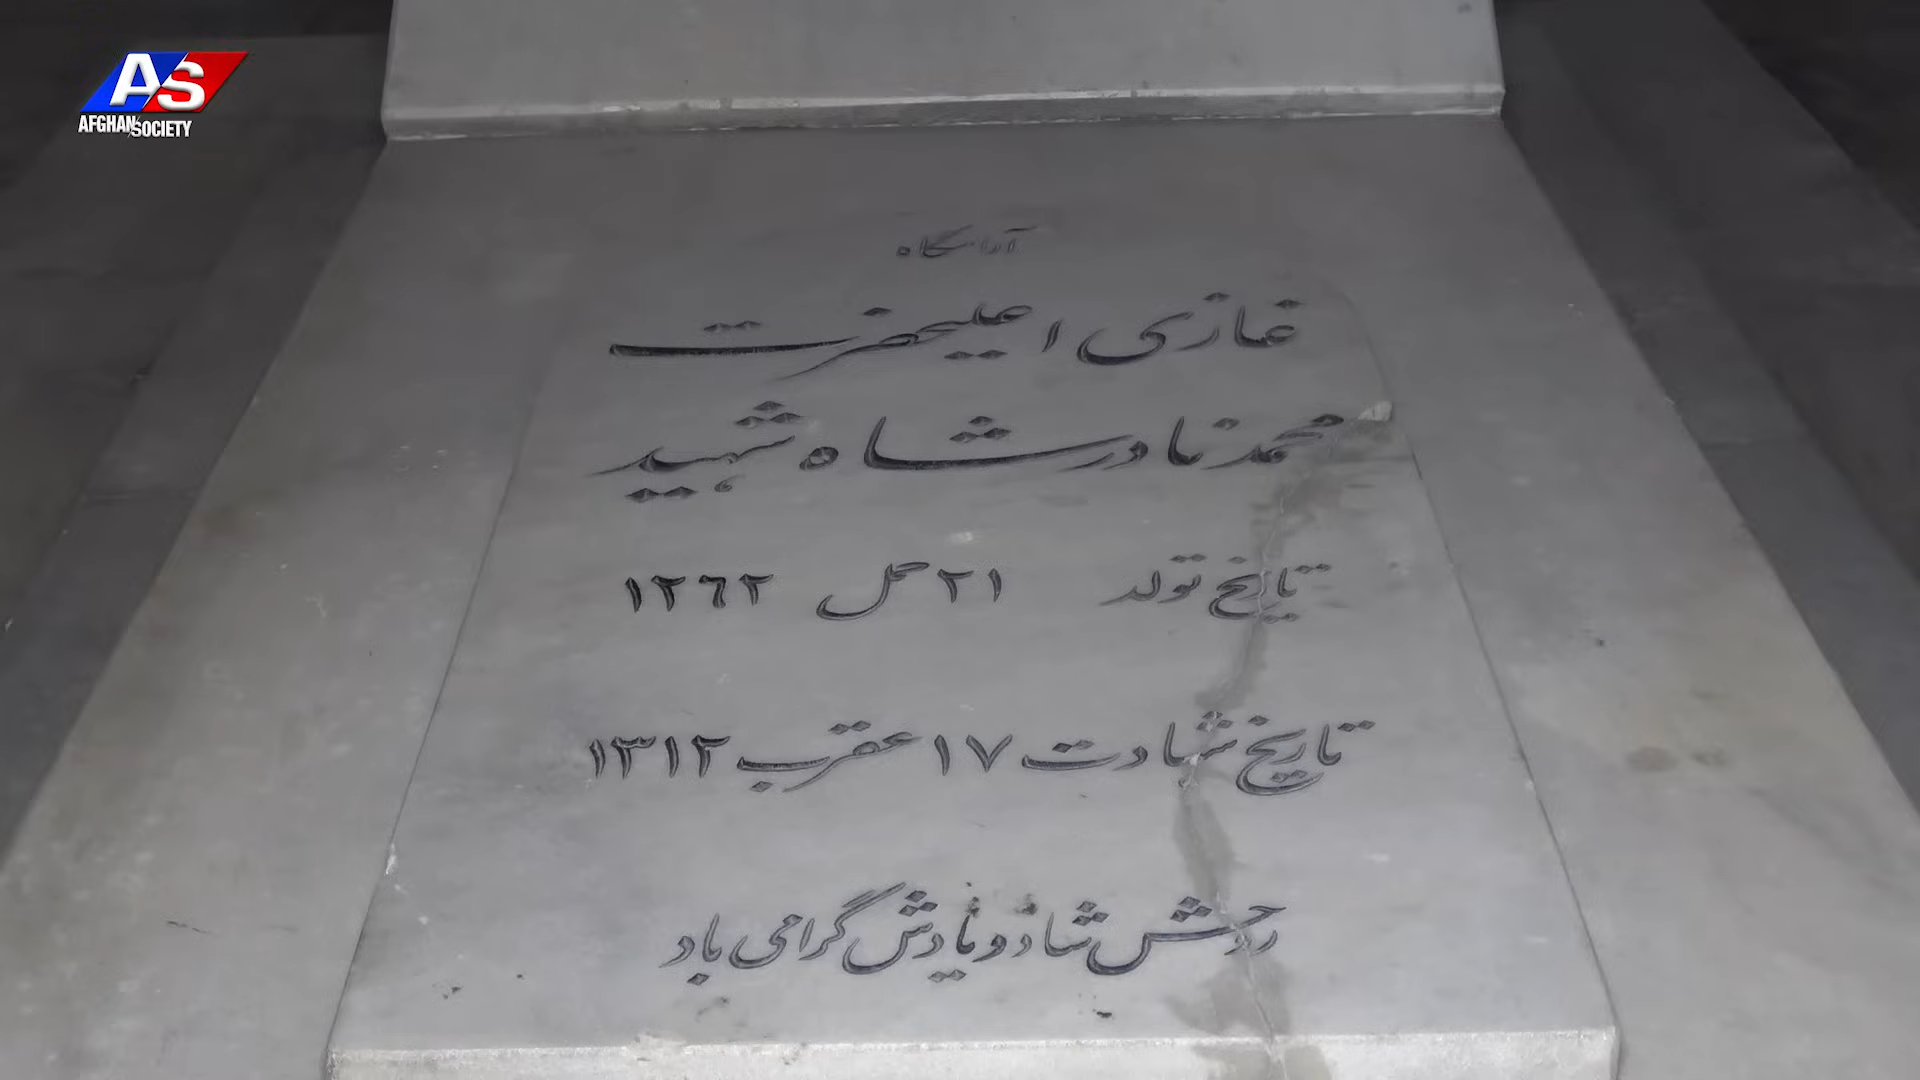 AS
AFGHAN SOCIETY
آرامگاه
غازی اعلیحضرت
محمد نادر شاه شهید
تاریخ تولد ۲۱ حمل ۱۲۶۲
تاریخ شهادت ۱۷ عقرب ۱۳۱۲
روحش شاد و یادش گرامی باد